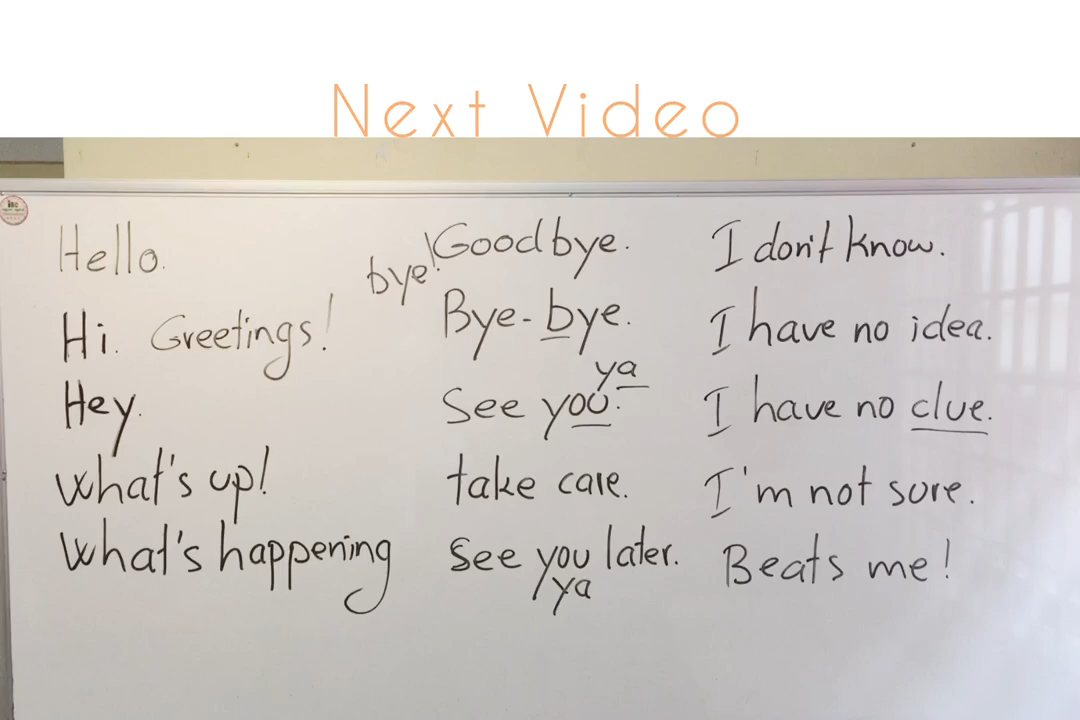 Next Video
Hello.
Hi. Greetings!
Hey.
What's up!
What's happening
bye! Goodbye.
Bye-bye.
ya
See you.
take care.
See you later.
ya
I don't know.
I have no idea.
I have no clue.
I'm not sure.
Beats me!